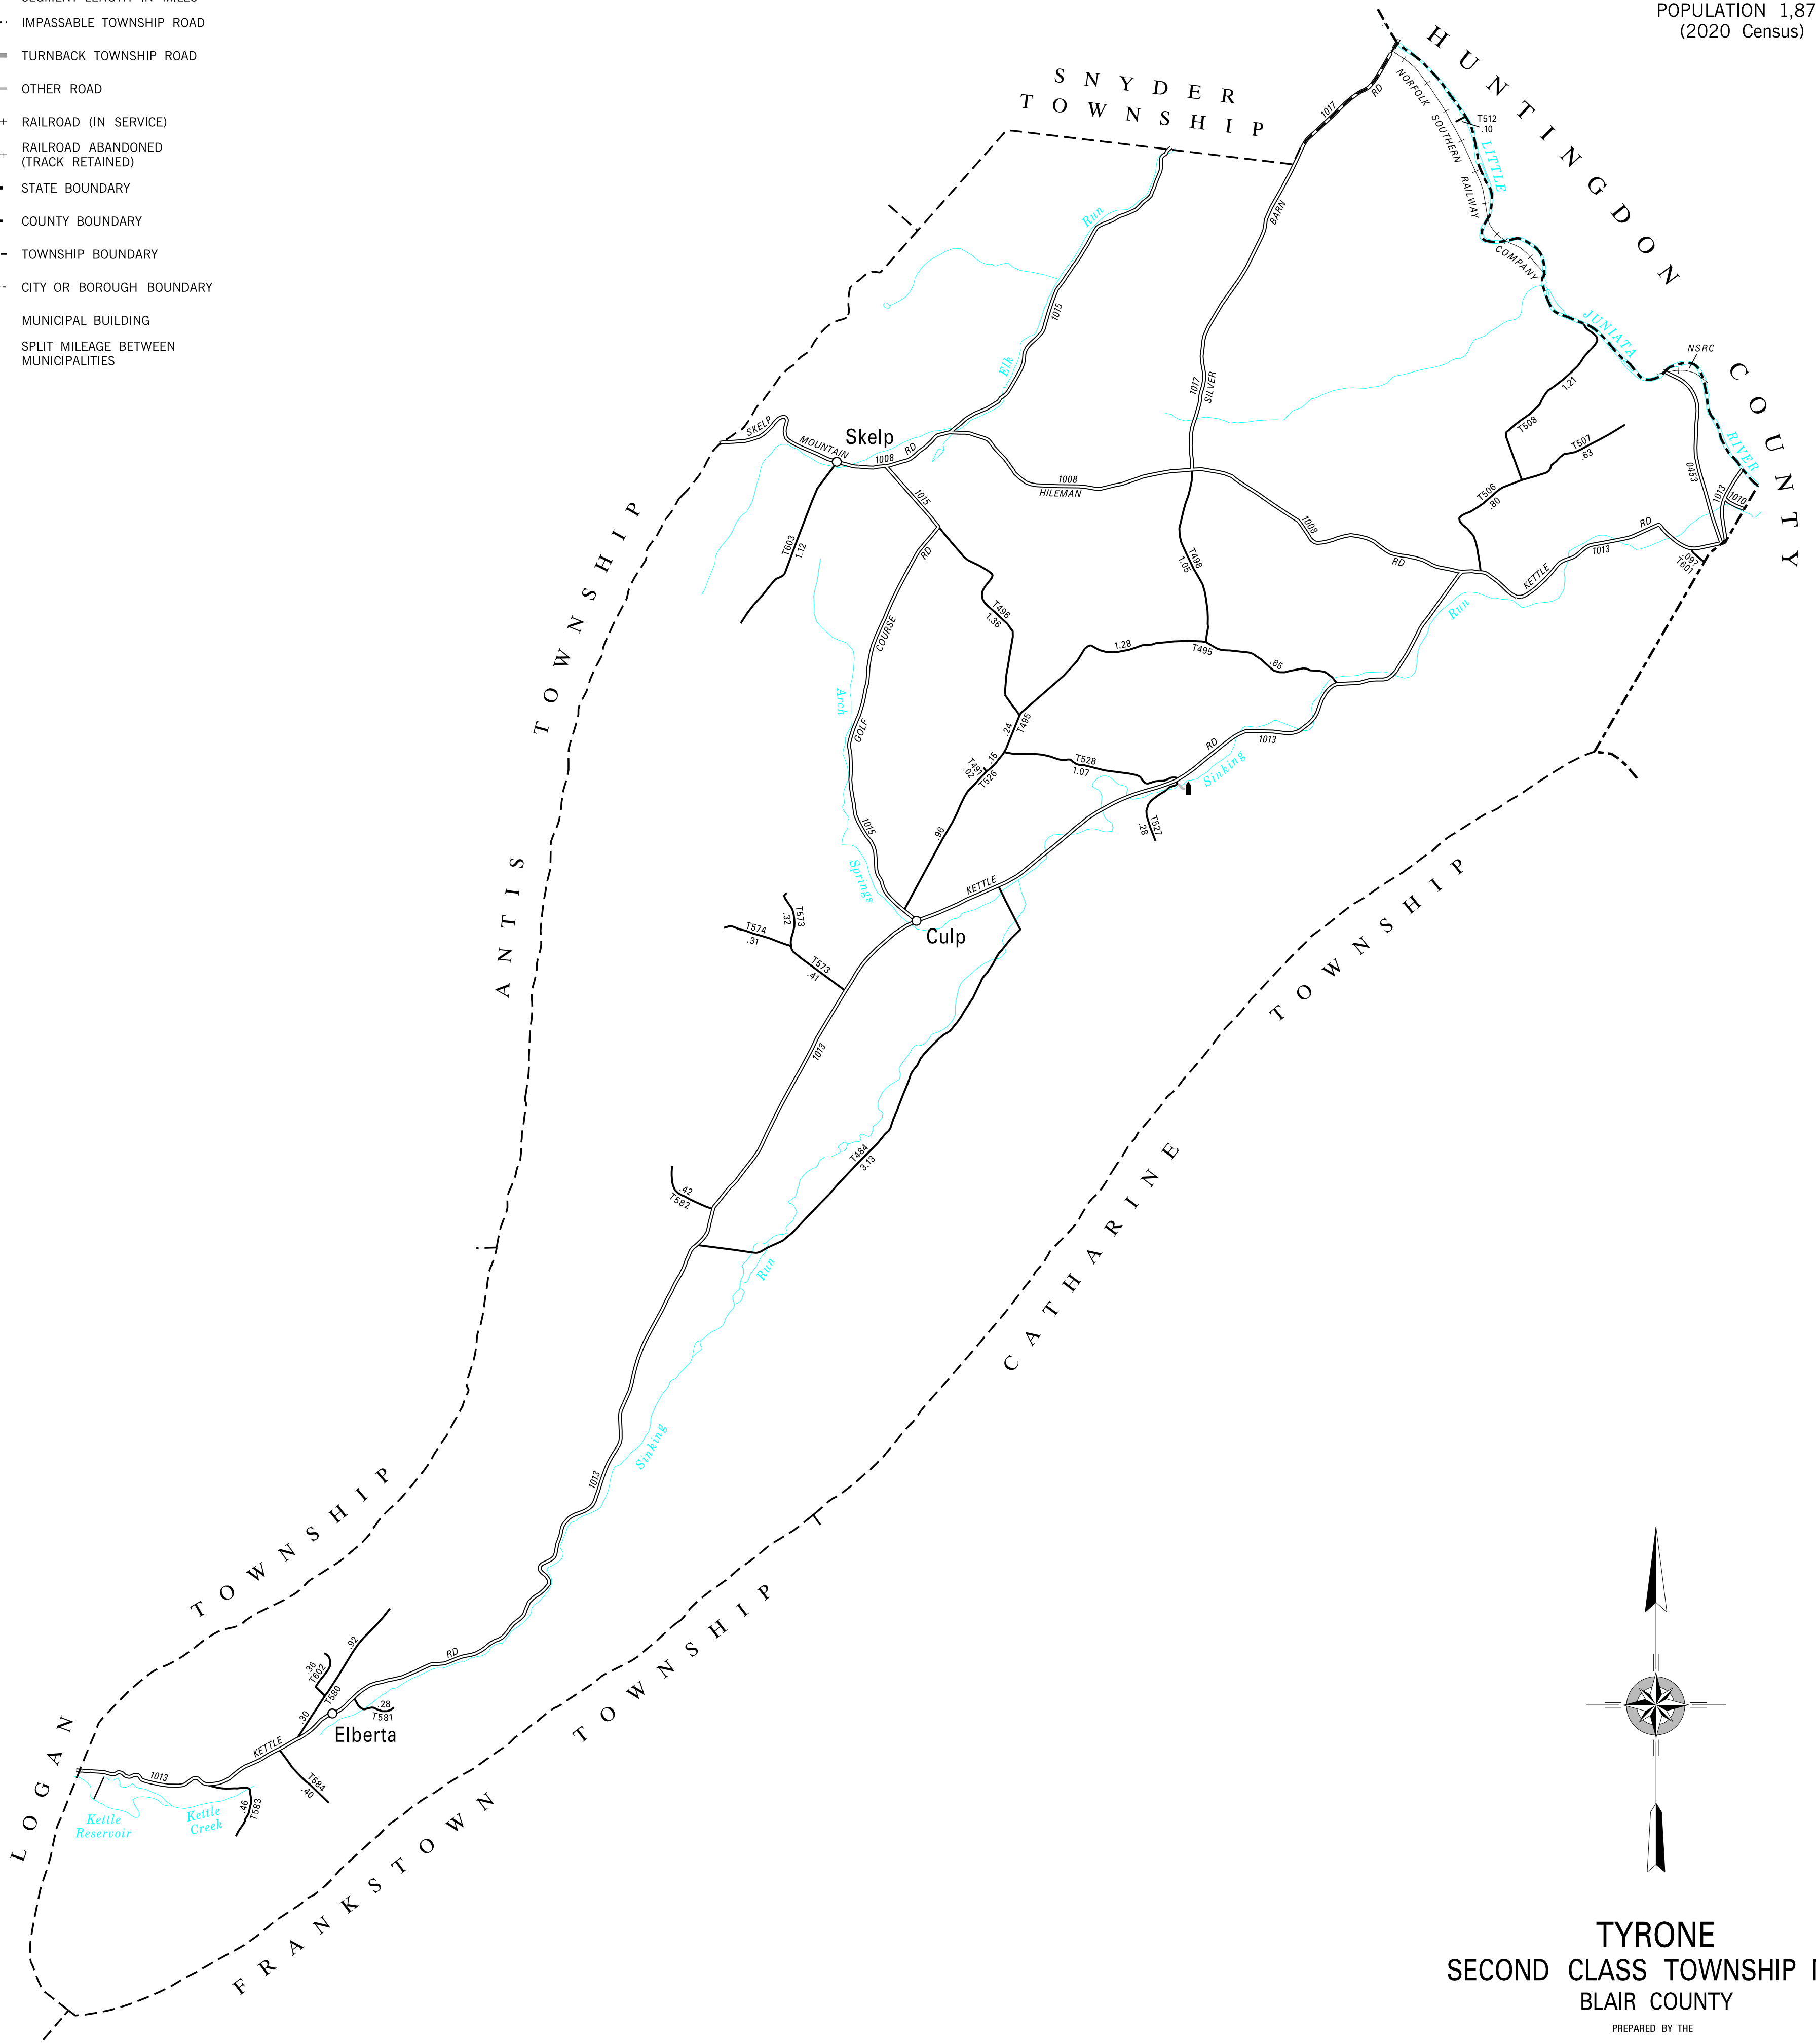 IMPASSABLE TOWNSHIP ROAD
TURNBACK TOWNSHIP ROAD
OTHER ROAD
RAILROAD (IN SERVICE)
RAILROAD ABANDONED
(TRACK RETAINED)
STATE BOUNDARY
COUNTY BOUNDARY
TOWNSHIP BOUNDARY
CITY OR BOROUGH BOUNDARY
MUNICIPAL BUILDING
SPLIT MILEAGE BETWEEN
MUNICIPALITIES
POPULATION 1,87
(2020 Census)
HUNTINGDON
COUNTY
SNYDER
TOWNSHIP
1017
RD
NORFOLK
SOUTHERN
RAILWAY
COMPANY
T512
.10
LITTLE
JUNIATA
RIVER
NSRC
BARN
1017
SILVER
Run
1015
Elk
SKELP
MOUNTAIN
Skelp
1008
RD
1008
HILEMAN
1015
RD
T603
1.12
T498
1.05
1008
RD
T508
1.21
T507
.63
T506
.80
0453
1013
1010
RD
1013
KETTLE
.097
T601
Run
COURSE
GOLF
Arch
T496
1.36
1.28
T495
.85
.24
T495
.15
.02
T526
T528
1.07
RD
1013
Sinking
T527
.28
.96
1015
Springs
KETTLE
Culp
T573
.32
T574
.31
T573
.41
1013
T484
3.13
.42
T582
Run
Sinking
1013
ANTIS
TOWNSHIP
CATHARINE
TOWNSHIP
LOGAN
TOWNSHIP
FRANKSTOWN
TOWNSHIP
RD
.92
.36
T602
T580
.30
.28
T581
Elberta
KETTLE
1013
T584
.40
.46
T583
Kettle
Reservoir
Kettle
Creek
TYRONE
SECOND CLASS TOWNSHIP
BLAIR COUNTY
PREPARED BY THE